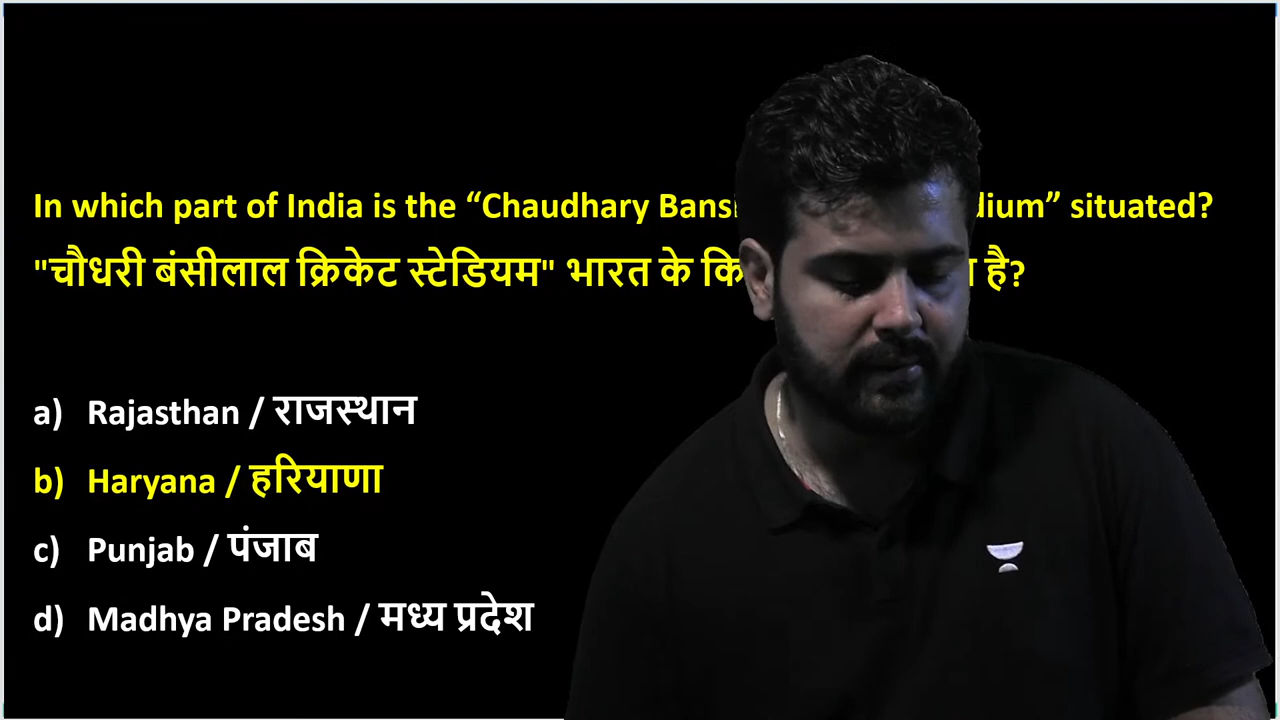 In which part of India is the “Chaudhary dium” situated?
"चौधरी बंसीलाल क्रिकेट स्टेडियम" भारत के है?
a) Rajasthan / राजस्थान
b) Haryana / हरियाणा
c) Punjab / पंजाब
d) Madhya Pradesh / मध्य प्रदेश